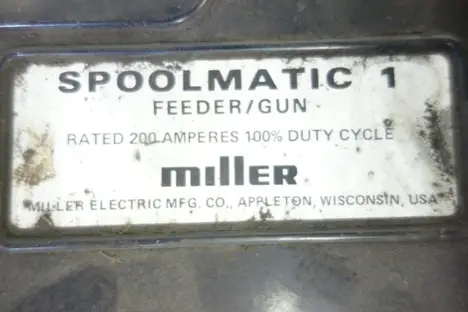 SPOOLMATIC 1
FEEDER/GUN
RATED 200 AMPERES 100% DUTY CYCLE
miller
MILLER ELECTRIC MFG. CO., APPLETON, WISCONSIN, USA